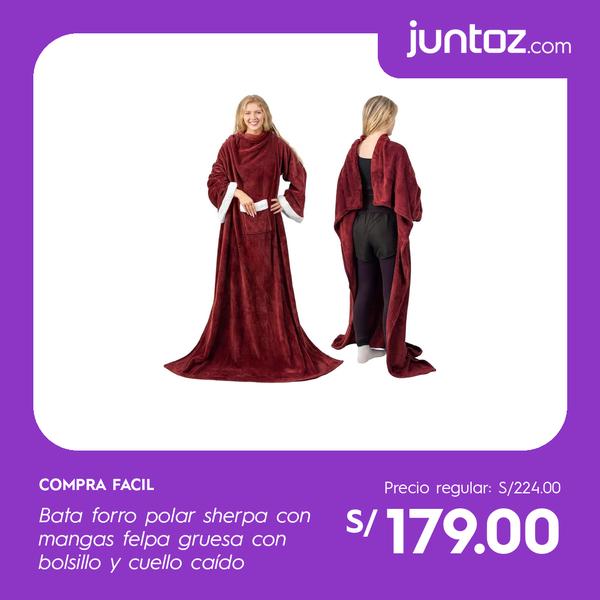 juntoz.com
COMPRA FACIL
Bata forro polar sherpa con
mangas felpa gruesa con
bolsillo y cuello caído
Precio regular: S/224.00
S/179.00